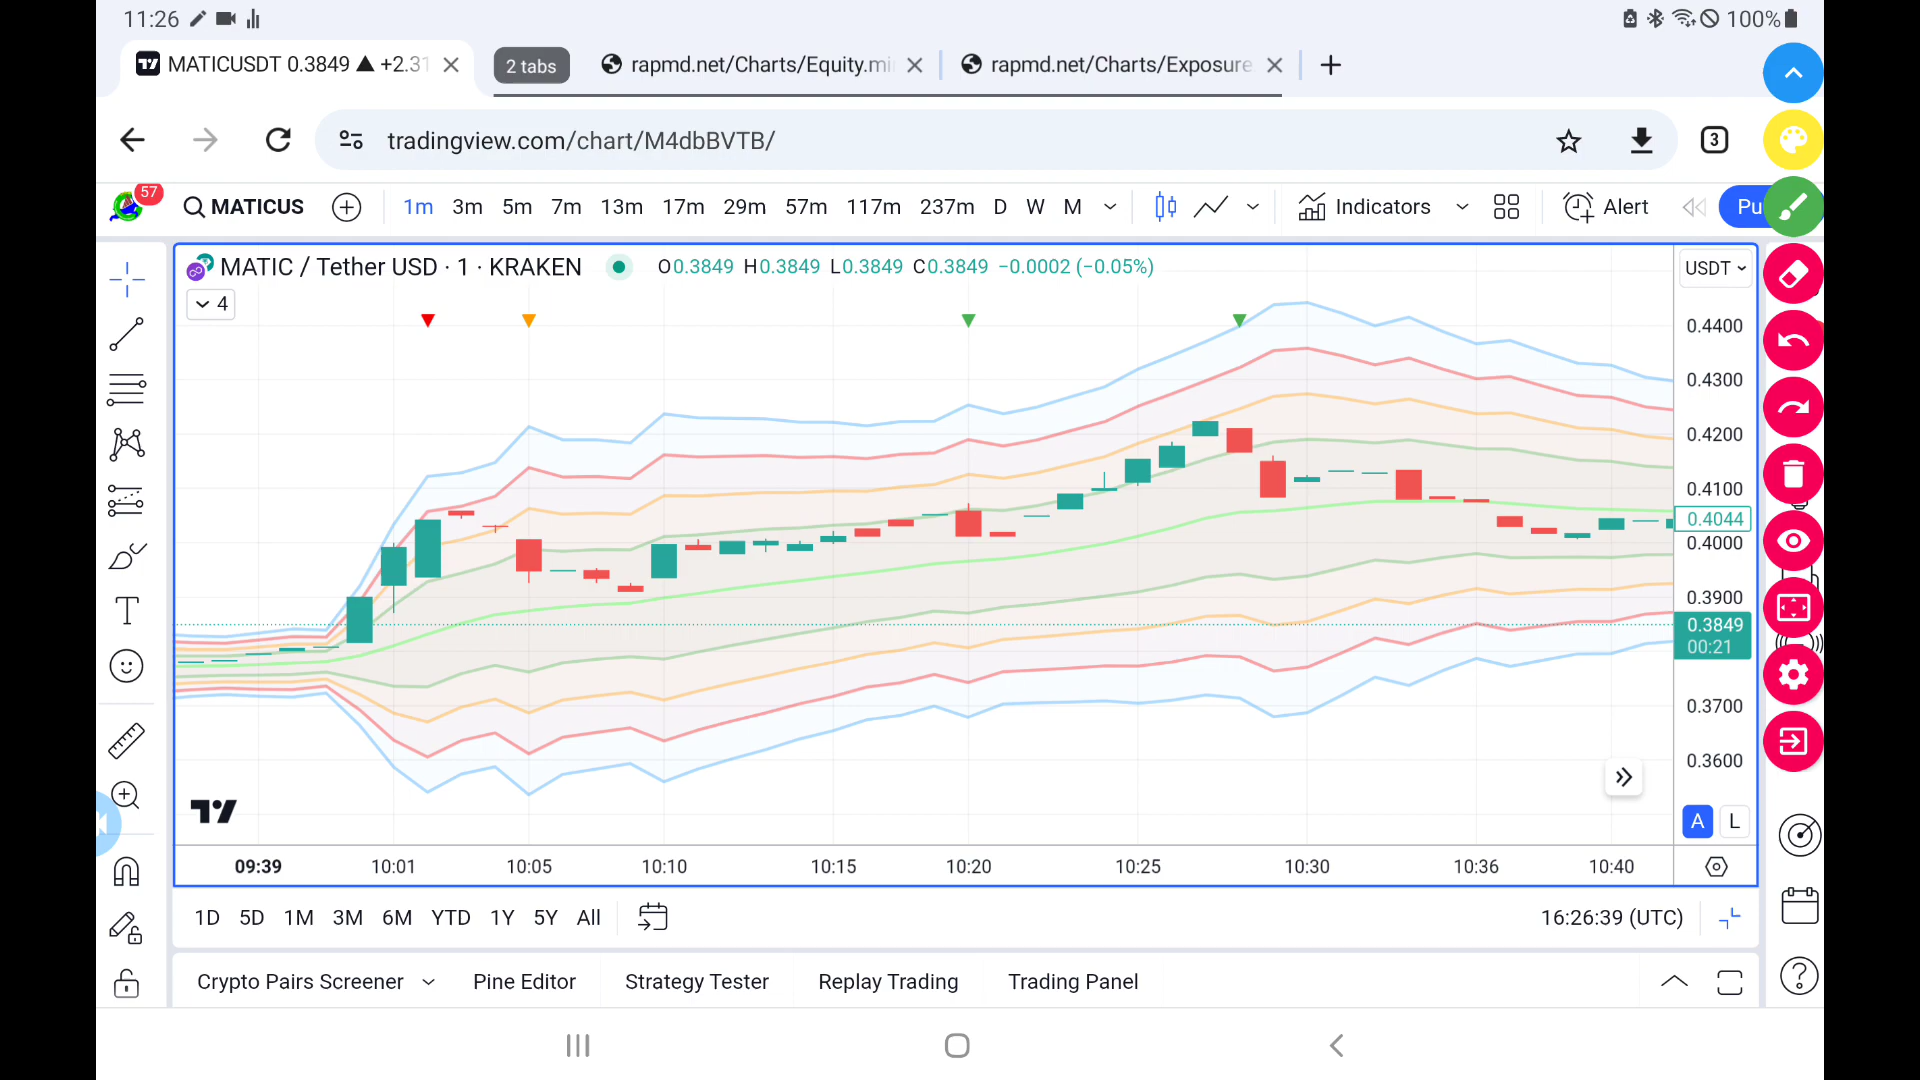 11:26
100%
MATICUSDT 0.3849 ▲ +2.31
2 tabs
rapmd.net/Charts/Equity.mi
rapmd.net/Charts/Exposure
tradingview.com/chart/M4dbBVTB/
3
57
MATICUS
1m 3m 5m 7m 13m 17m 29m 57m 117m 237m D W M
Indicators
Alert
Pu
MATIC / Tether USD · 1 · KRAKEN
O0.3849 H0.3849 L0.3849 C0.3849 −0.0002 (−0.05%)
USDT
4
0.4400
0.4300
0.4200
0.4100
0.4044
0.4000
0.3900
0.3849
00:21
0.3700
0.3600
A L
09:39 10:01 10:05 10:10 10:15 10:20 10:25 10:30 10:36 10:40
1D 5D 1M 3M 6M YTD 1Y 5Y All
16:26:39 (UTC)
Crypto Pairs Screener
Pine Editor
Strategy Tester
Replay Trading
Trading Panel